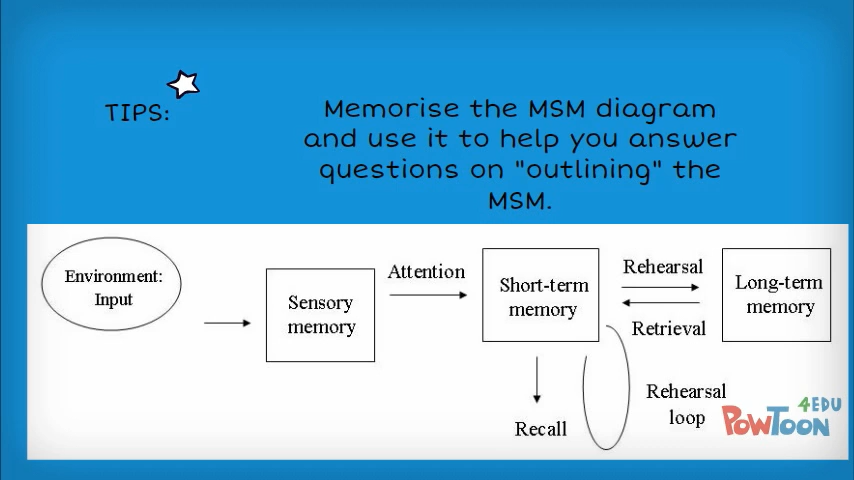 TIPS:
Memorise the MSM diagram
and use it to help you answer
questions on "outlining" the
MSM.
Environment:
Input
Sensory
memory
Attention
Short-term
memory
Rehearsal
Retrieval
Long-term
memory
Recall
Rehearsal
loop
4EDU
POWTOON